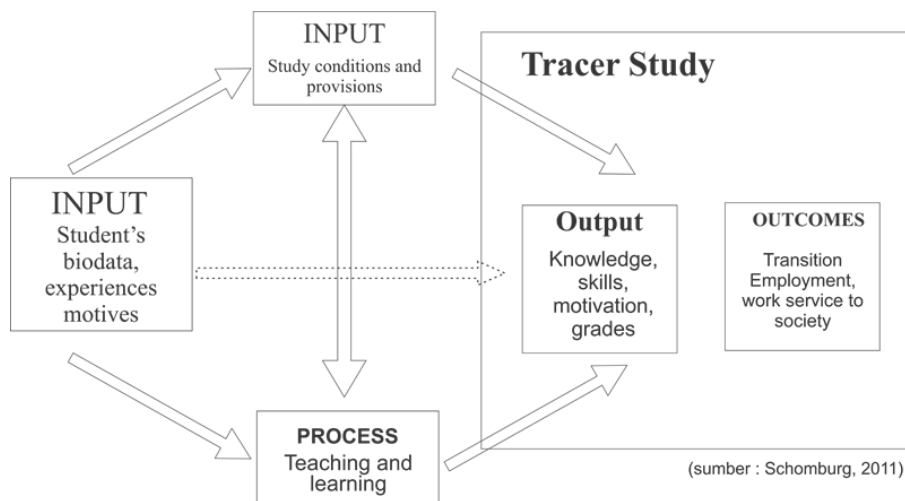 INPUT
Study conditions and
provisions
Tracer Study
INPUT
Student’s
biodata,
experiences
motives
Output
Knowledge,
skills,
motivation,
grades
OUTCOMES
Transition
Employment,
work service to
society
PROCESS
Teaching and
learning
(sumber : Schomburg, 2011)